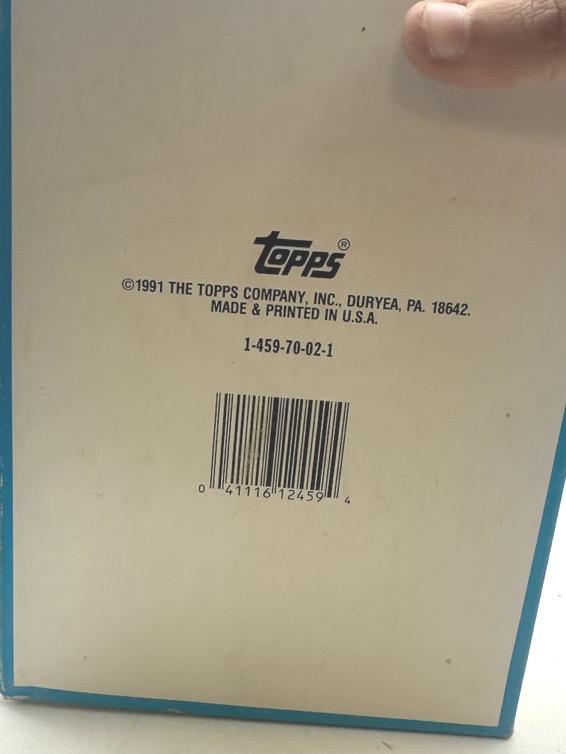 Topps®
©1991 THE TOPPS COMPANY, INC., DURYEA, PA. 18642.
MADE & PRINTED IN U.S.A.
1-459-70-02-1
0 41116 12459 4